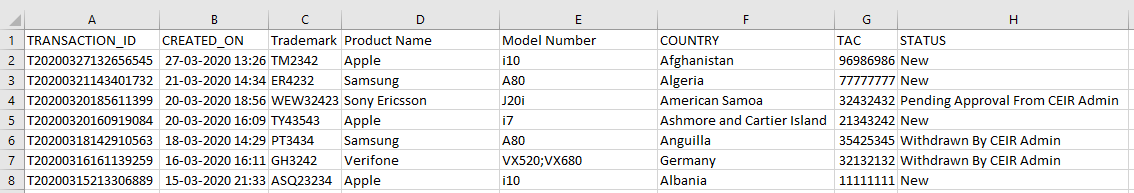 A B C D E F G H
1 TRANSACTION_ID CREATED_ON Trademark Product Name Model Number COUNTRY TAC STATUS
2 T20200327132656545 27-03-2020 13:26 TM2342 Apple i10 Afghanistan 96986986 New
3 T20200321143401732 21-03-2020 14:34 ER4232 Samsung A80 Algeria 77777777 New
4 T20200320185611399 20-03-2020 18:56 WEW32423 Sony Ericsson J20i American Samoa 32432432 Pending Approval From CEIR Admin
5 T20200320160919084 20-03-2020 16:09 TY43543 Apple i7 Ashmore and Cartier Island 21343242 New
6 T20200318142910563 18-03-2020 14:29 PT3434 Samsung A80 Anguilla 35425345 Withdrawn By CEIR Admin
7 T20200316161139259 16-03-2020 16:11 GH3242 Verifone VX520;VX680 Germany 32132132 Withdrawn By CEIR Admin
8 T20200315213306889 15-03-2020 21:33 ASQ23234 Apple i10 Albania 11111111 New